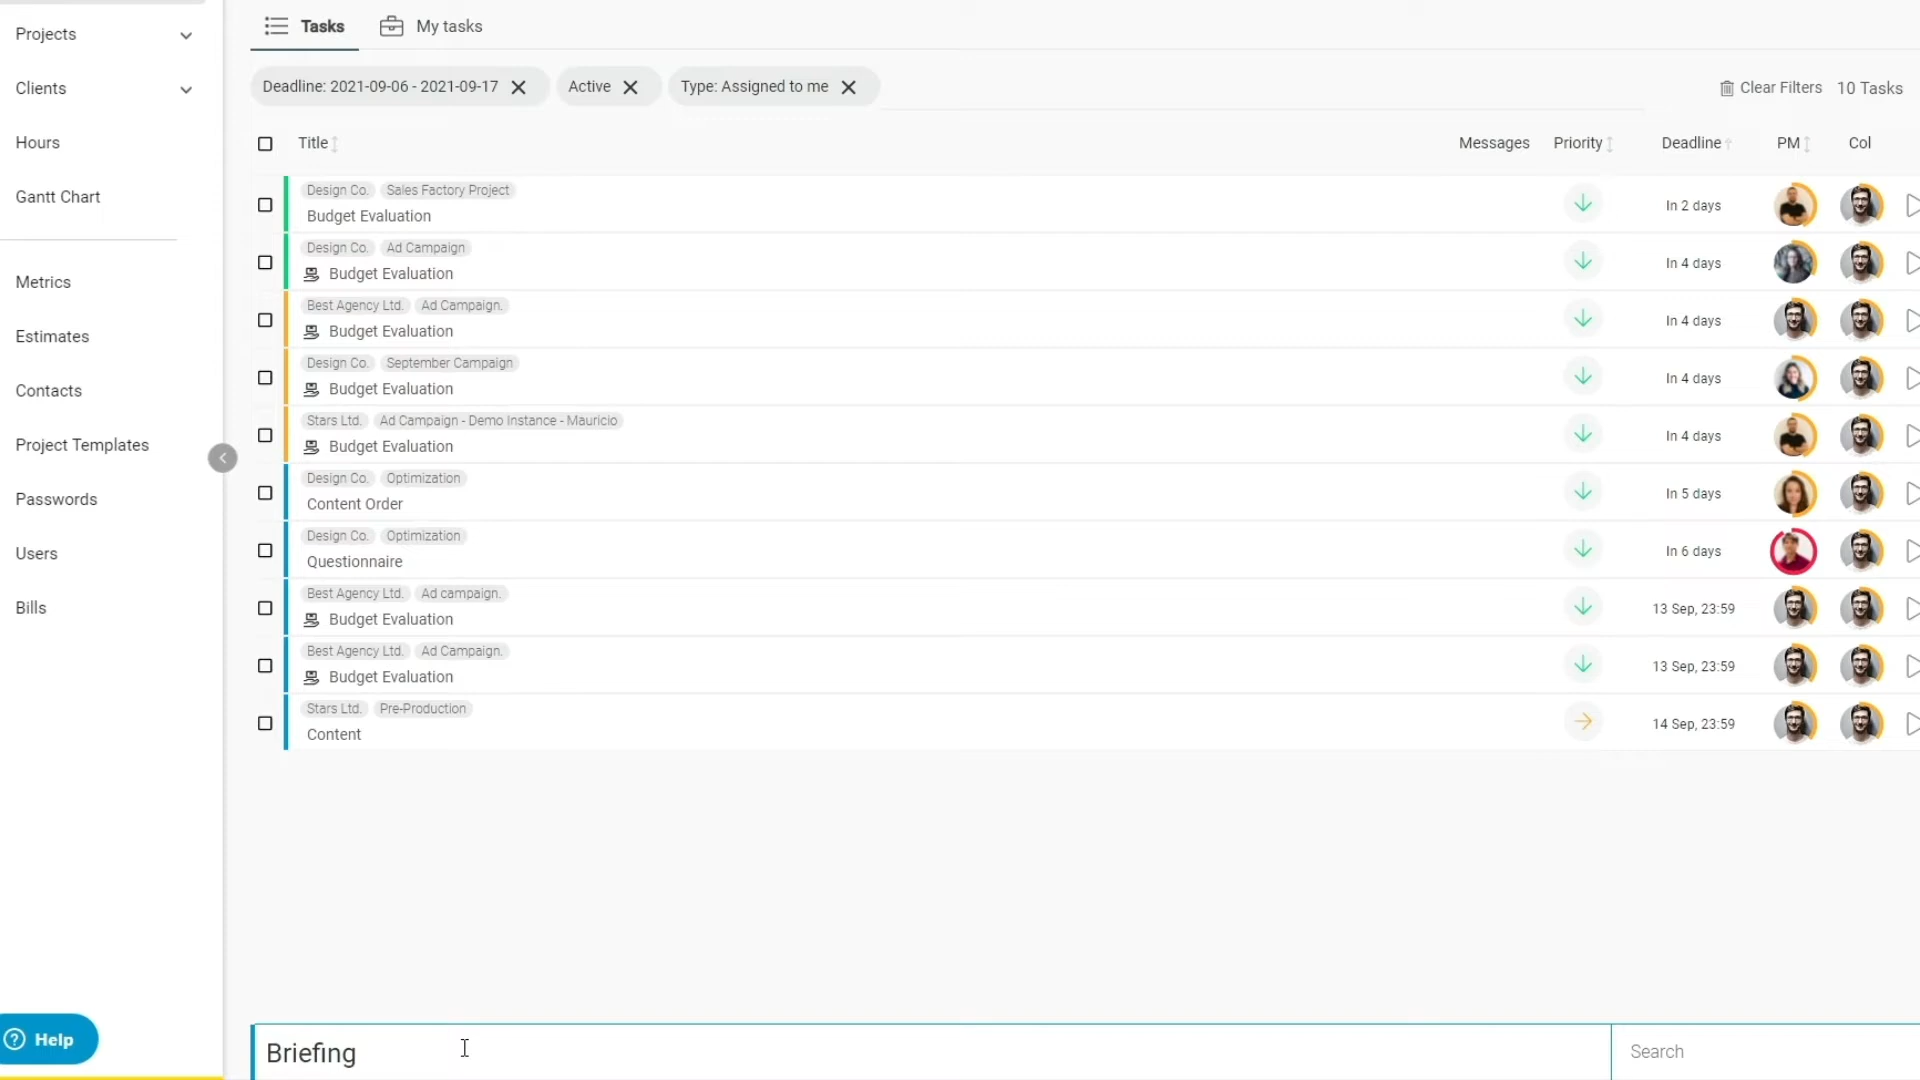 Projects
Clients
Hours
Gantt Chart
Metrics
Estimates
Contacts
Project Templates
Passwords
Users
Bills
Help
Tasks My tasks
Deadline: 2021-09-06 - 2021-09-17 Active Type: Assigned to me Clear Filters 10 Tasks
Title Messages Priority Deadline PM Col
Design Co. Sales Factory Project
Budget Evaluation In 2 days
Design Co. Ad Campaign
Budget Evaluation In 4 days
Best Agency Ltd. Ad Campaign.
Budget Evaluation In 4 days
Design Co. September Campaign
Budget Evaluation In 4 days
Stars Ltd. Ad Campaign - Demo Instance - Mauricio
Budget Evaluation In 4 days
Design Co. Optimization
Content Order In 5 days
Design Co. Optimization
Questionnaire In 6 days
Best Agency Ltd. Ad campaign.
Budget Evaluation 13 Sep, 23:59
Best Agency Ltd. Ad Campaign.
Budget Evaluation 13 Sep, 23:59
Stars Ltd. Pre-Production
Content 14 Sep, 23:59
Briefing Search